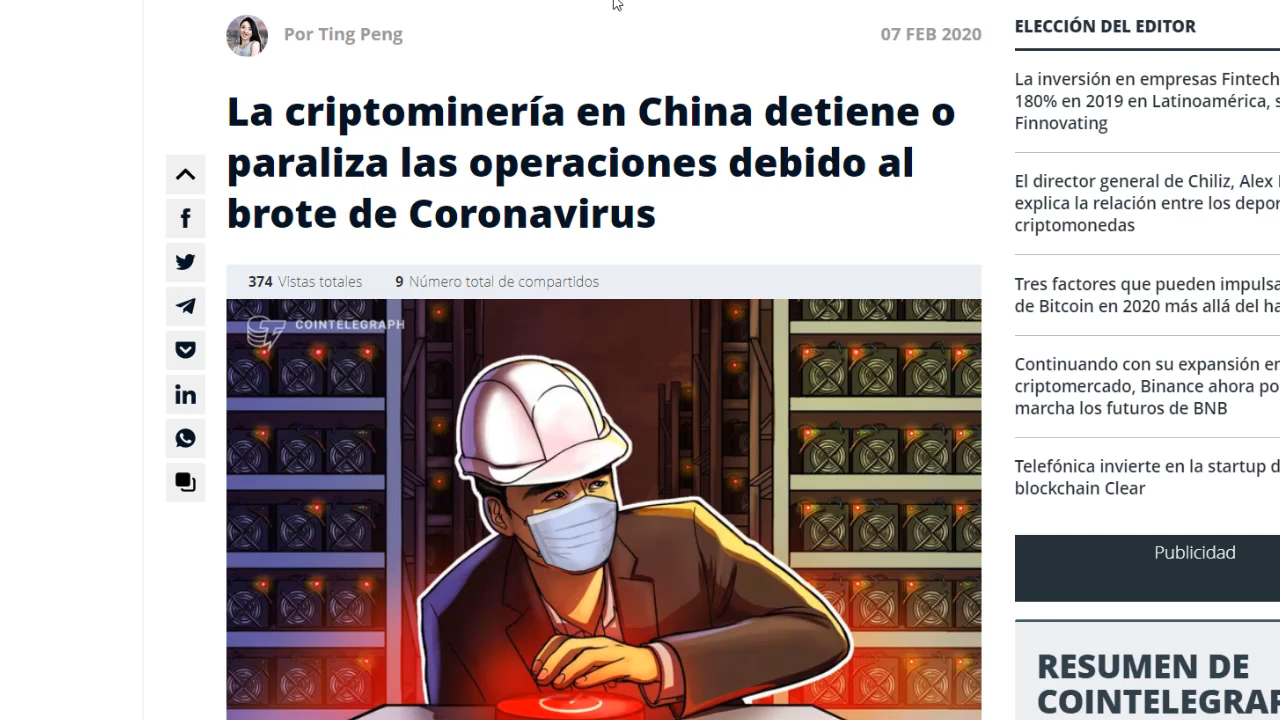 Por Ting Peng
07 FEB 2020
La criptominería en China detiene o
paraliza las operaciones debido al
brote de Coronavirus
374 Vistas totales
9 Número total de compartidos
COINTELEGRAPH
ELECCIÓN DEL EDITOR
La inversión en empresas Fintech
180% en 2019 en Latinoamérica, s
Finnovating
El director general de Chiliz, Alex
explica la relación entre los depor
criptomonedas
Tres factores que pueden impulsa
de Bitcoin en 2020 más allá del ha
Continuando con su expansión en
criptomercado, Binance ahora po
marcha los futuros de BNB
Telefónica invierte en la startup d
blockchain Clear
Publicidad
RESUMEN DE
COINTELEGRAP